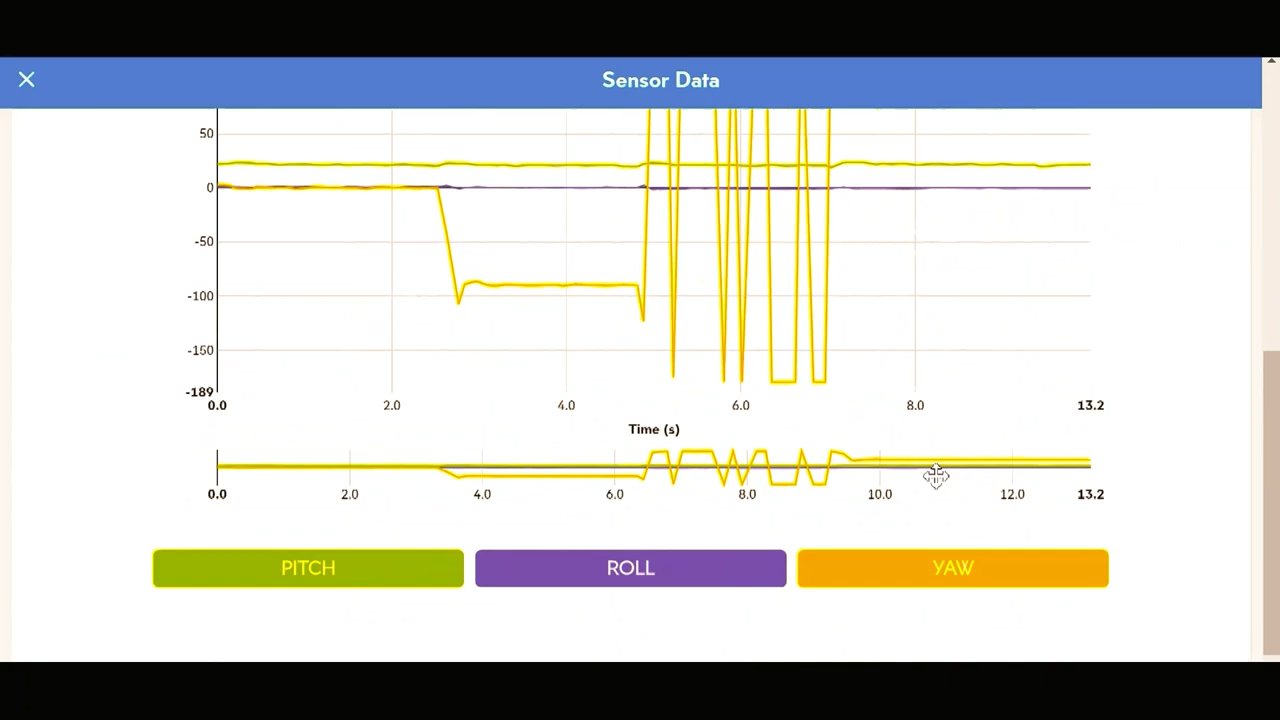 Sensor Data
50
0
-50
-100
-150
-189
0.0 2.0 4.0 6.0 8.0 13.2
Time (s)
0.0 2.0 4.0 6.0 8.0 10.0 12.0 13.2
PITCH ROLL YAW